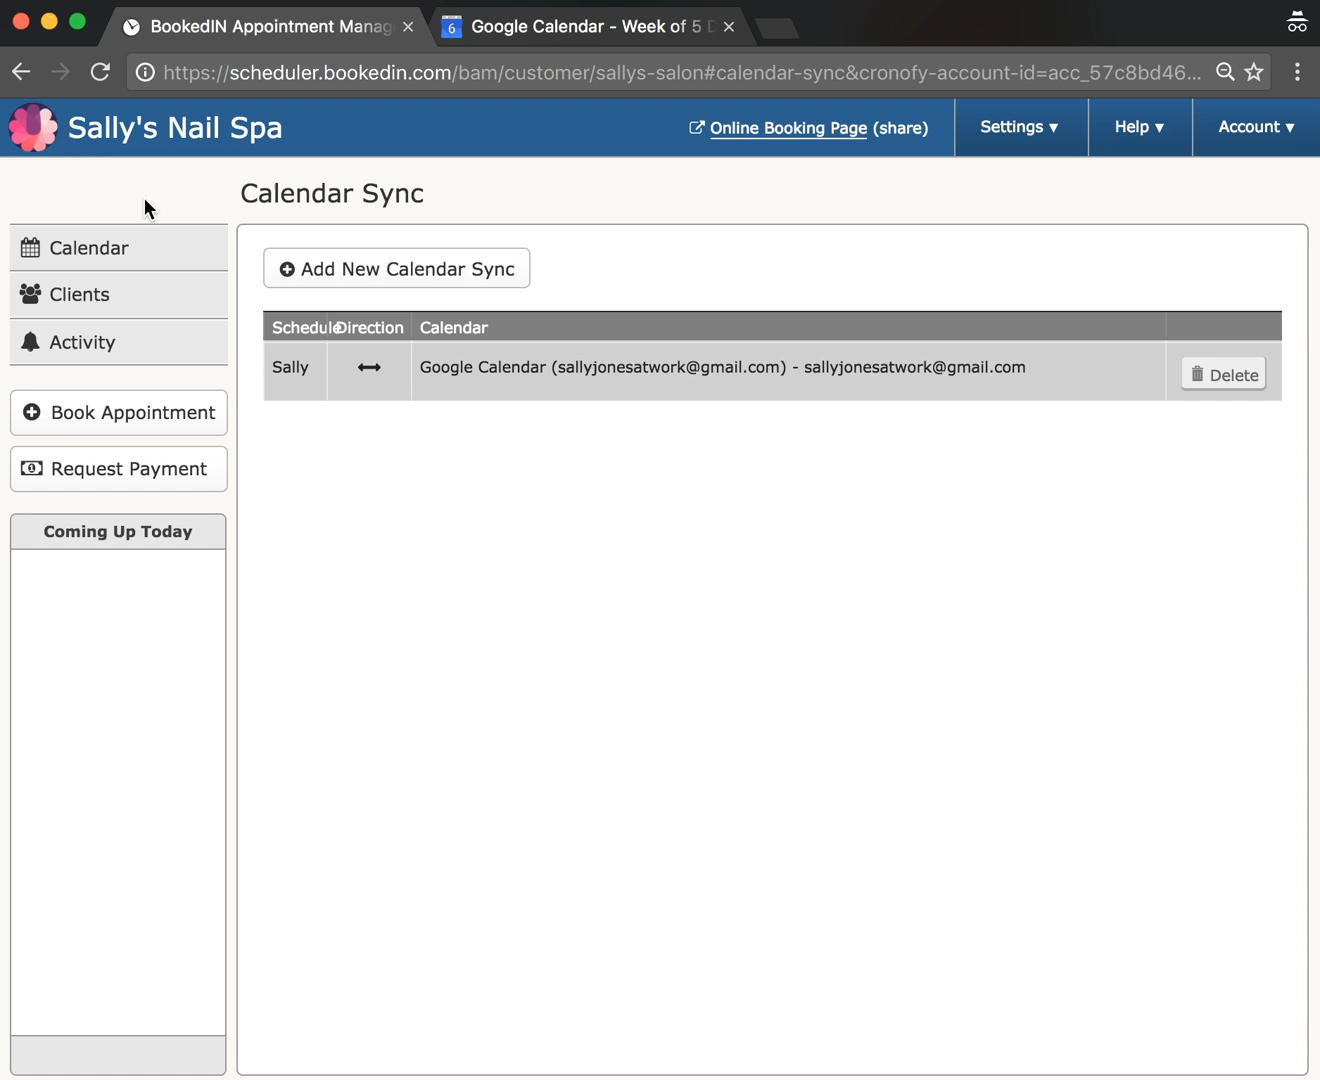 BookedIN Appointment Manag
Google Calendar - Week of 5 D
https://scheduler.bookedin.com/bam/customer/sallys-salon#calendar-sync&cronofy-account-id=acc_57c8bd46...
Sally's Nail Spa
Online Booking Page (share)
Settings ▾
Help ▾
Account ▾
Calendar Sync
Calendar
Clients
Activity
Book Appointment
Request Payment
Coming Up Today
Add New Calendar Sync
Schedule Direction Calendar
Sally
Google Calendar (sallyjonesatwork@gmail.com) - sallyjonesatwork@gmail.com
Delete